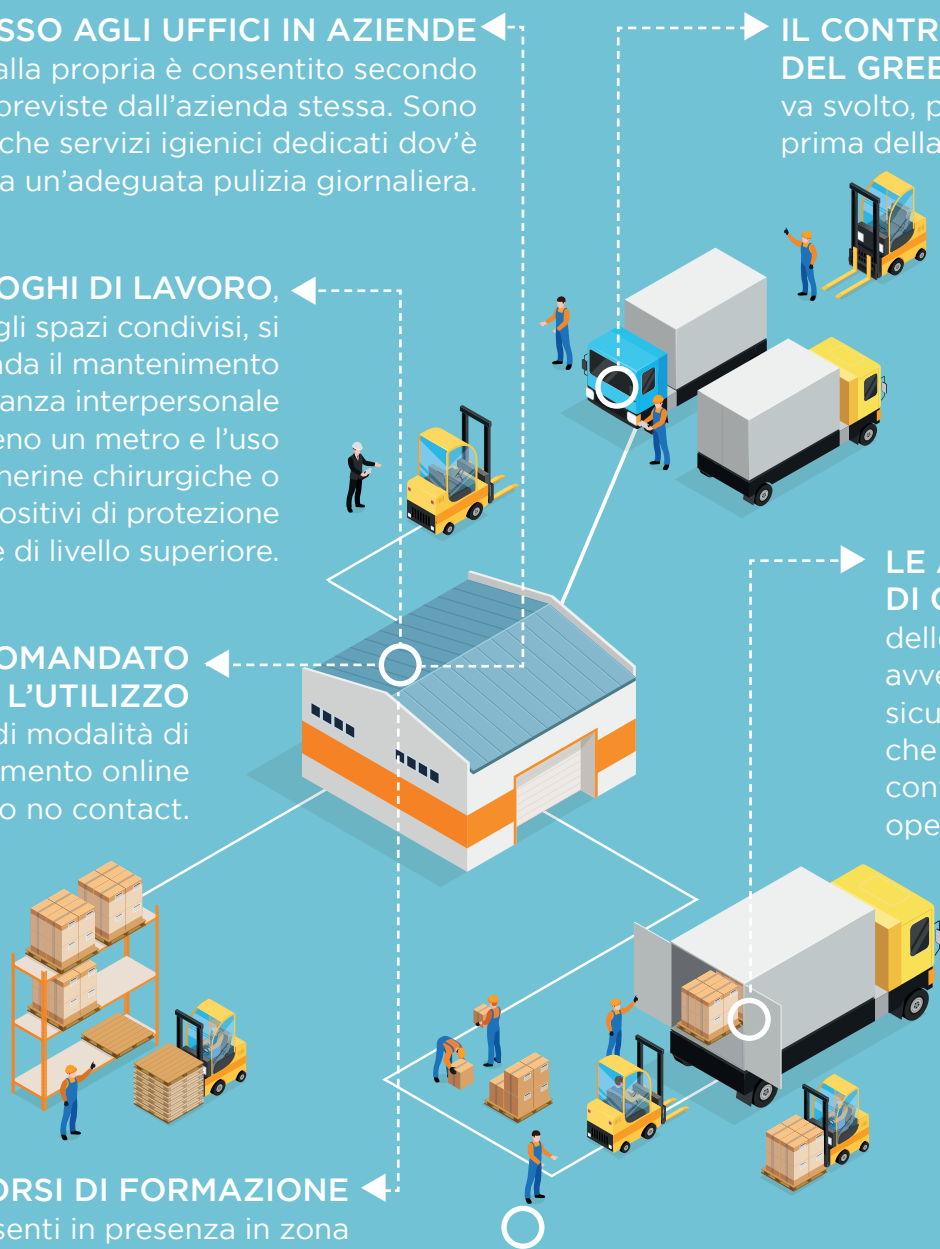 SSO AGLI UFFICI IN AZIENDE
alla propria è consentito secondo
previste dall'azienda stessa. Sono
che servizi igienici dedicati dov'è
a un'adeguata pulizia giornaliera.
IL CONTR
DEL GREE
va svolto, p
prima della
OGHI DI LAVORO,
gli spazi condivisi, si
nda il mantenimento
anza interpersonale
eno un metro e l'uso
herine chirurgiche o
ositivi di protezione
e di livello superiore.
OMANDATO
L'UTILIZZO
di modalità di
mento online
o no contact.
LE A
DI C
delle
avve
sicu
che
con
ope
ORSI DI FORMAZIONE
senti in presenza in zona